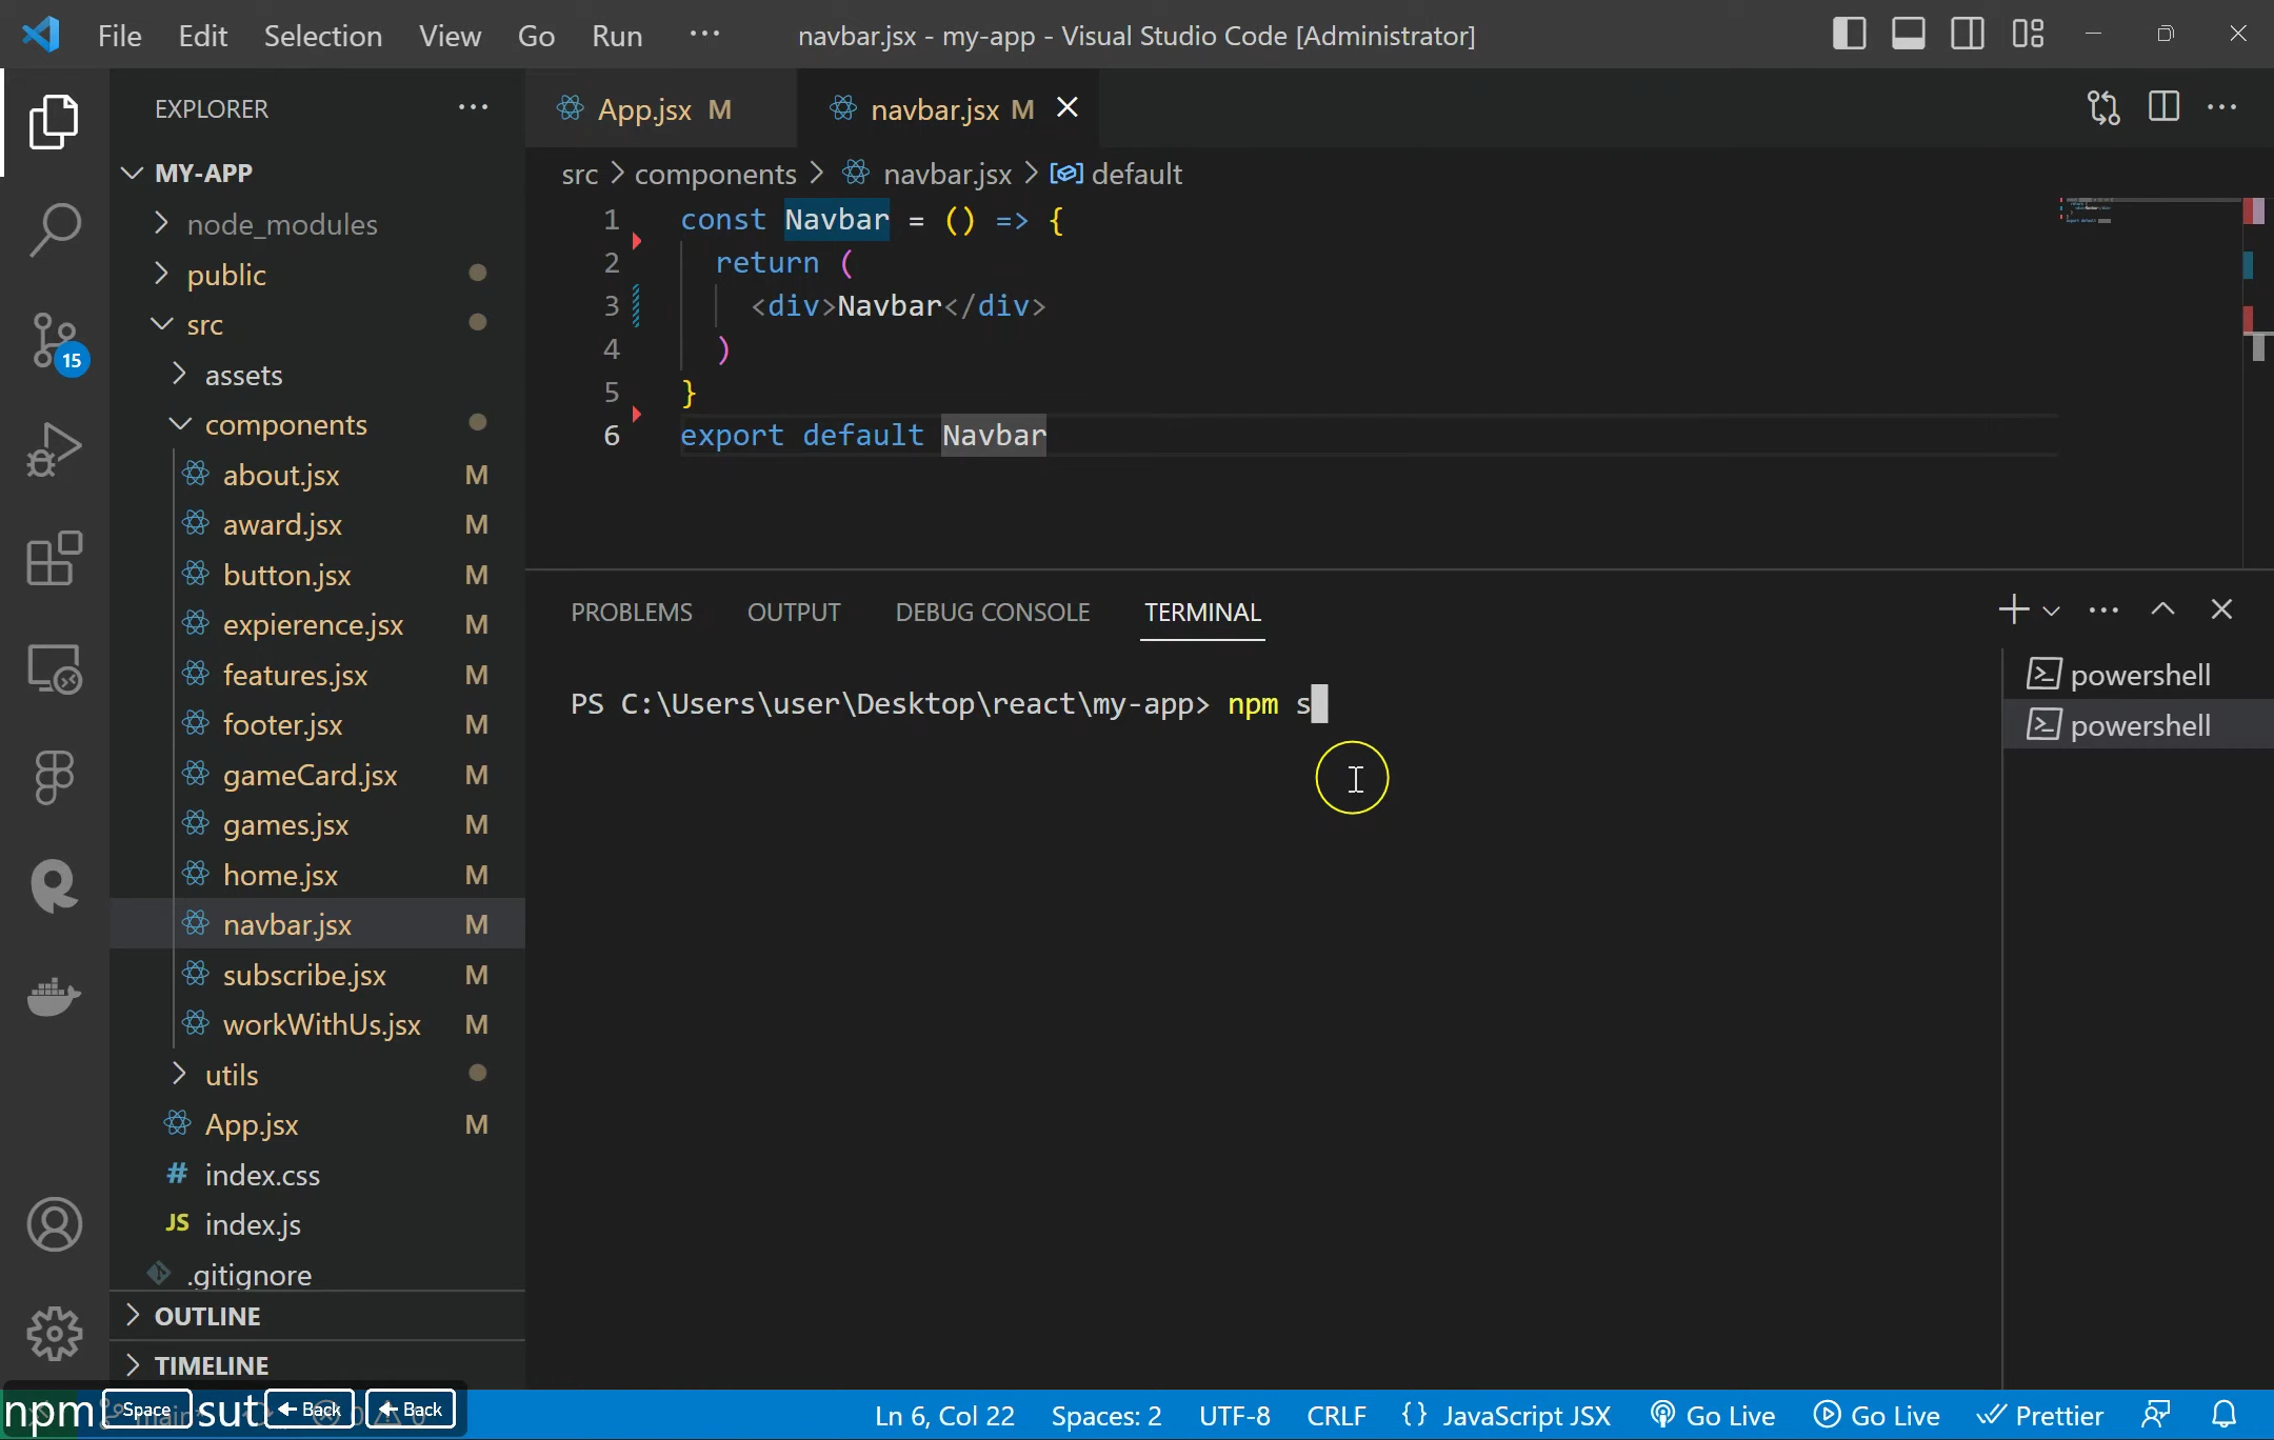 File Edit Selection View Go Run ··· navbar.jsx - my-app - Visual Studio Code [Administrator]
EXPLORER ···
App.jsx M
navbar.jsx M
MY-APP
src > components > navbar.jsx > default
node_modules
public
src
assets
components
about.jsx M
award.jsx M
button.jsx M
expierence.jsx M
features.jsx M
footer.jsx M
gameCard.jsx M
games.jsx M
home.jsx M
navbar.jsx M
subscribe.jsx M
workWithUs.jsx M
utils
App.jsx M
# index.css
JS index.js
.gitignore
OUTLINE
TIMELINE
15
1 const Navbar = () => {
2 return (
3 <div>Navbar</div>
4 )
5 }
6 export default Navbar
PROBLEMS OUTPUT DEBUG CONSOLE TERMINAL
PS C:\Users\user\Desktop\react\my-app> npm s
powershell
powershell
npm Space sut ← Back ← Back
Ln 6, Col 22 Spaces: 2 UTF-8 CRLF {} JavaScript JSX Go Live Go Live Prettier